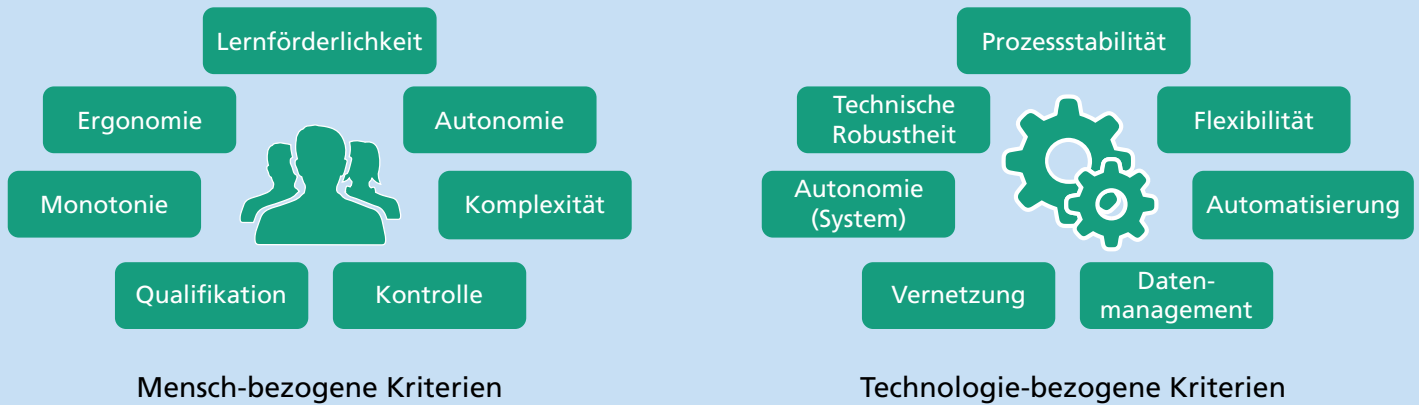 Lernförderlichkeit
Ergonomie
Autonomie
Monotonie
Komplexität
Qualifikation
Kontrolle
Mensch-bezogene Kriterien
Prozessstabilität
Technische
Robustheit
Flexibilität
Autonomie
(System)
Automatisierung
Vernetzung
Daten-
management
Technologie-bezogene Kriterien